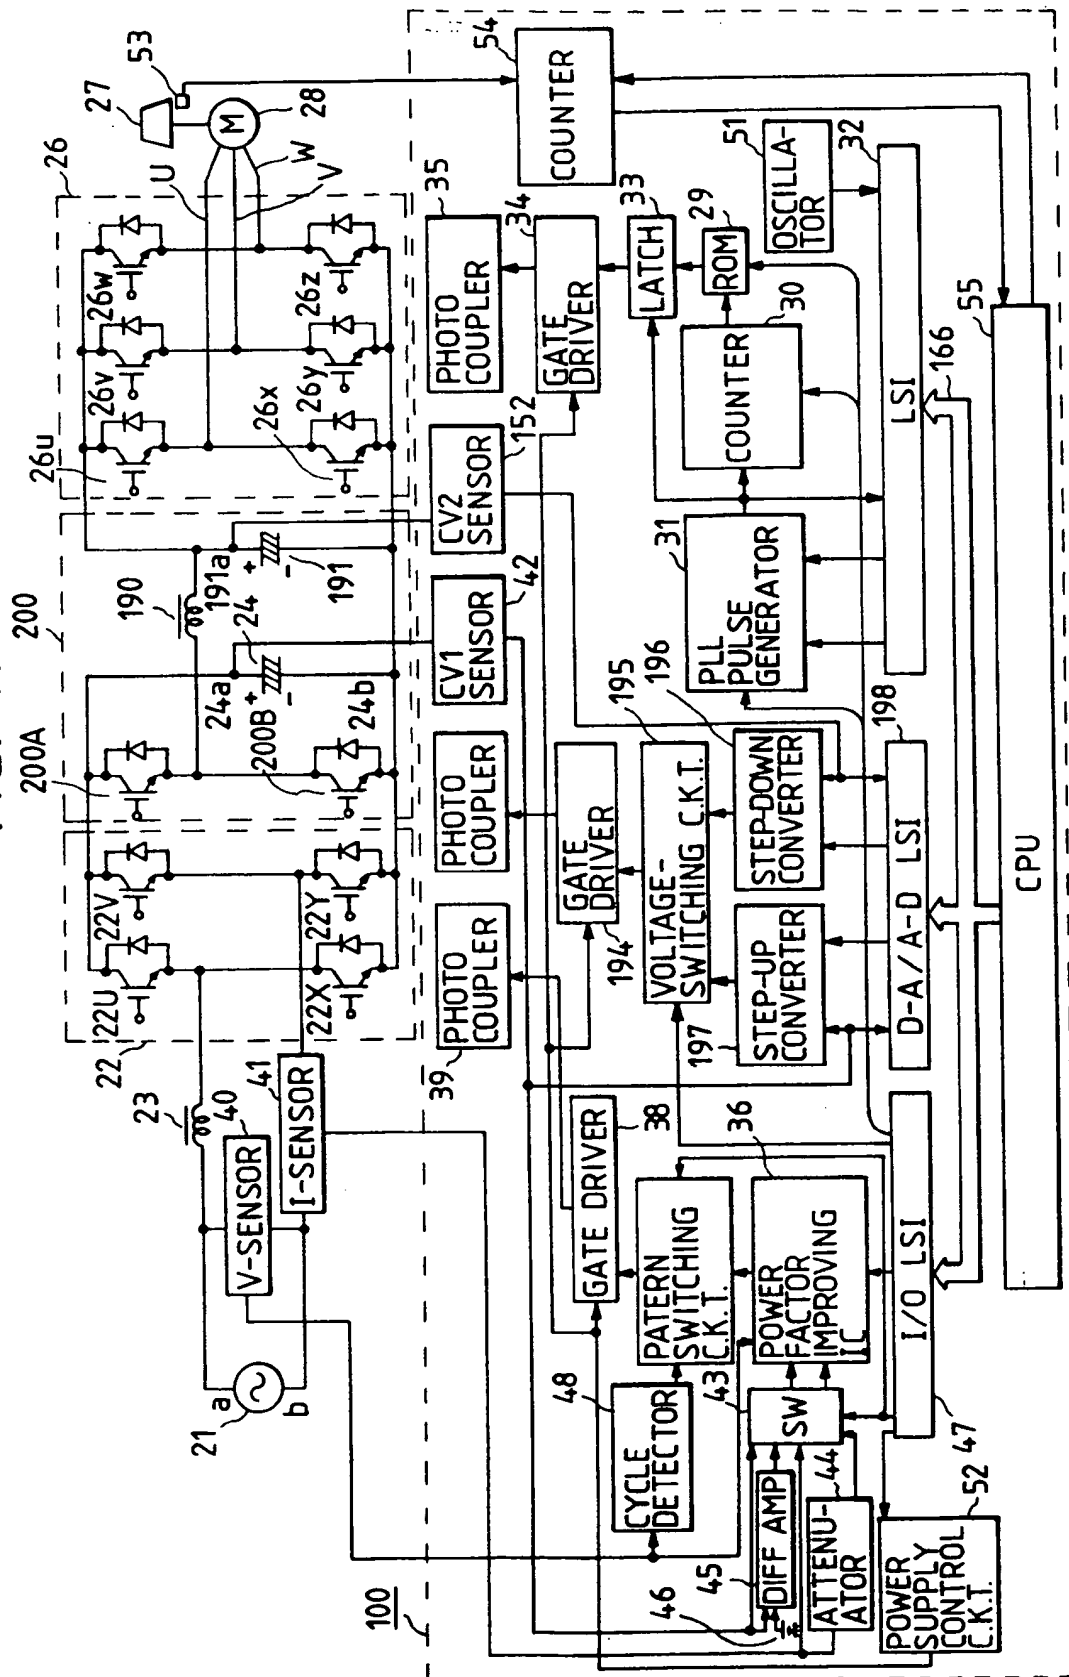 200
200A
190
191a
+
-
191
24
24a
+
-
24b
200B
26
26u
26v
26w
26x
26y
26z
U
V
W
27
53
M
28
22
22U
22V
22X
22Y
23
40
V-SENSOR
41
I-SENSOR
a
b
21
100
39
PHOTO
COUPLER
PHOTO
COUPLER
CV1
SENSOR
42
CV2
SENSOR
152
PHOTO
COUPLER
35
54
COUNTER
GATE DRIVER
38
GATE
DRIVER
194
GATE
DRIVER
34
48
CYCLE
DETECTOR
PATERN
SWITCHING
C.K.T.
VOLTAGE-
SWITCHING C.K.T.
195
LATCH
33
43
SW
36
POWER
FACTOR
IMPROVING
IC
197
STEP-UP
CONVERTER
STEP-DOWN
CONVERTER
196
PLL
PULSE
GENERATOR
31
COUNTER
30
ROM
29
OSCILLA-
TOR
51
46
45
DIFF AMP
ATTENU-
ATOR
44
POWER
SUPPLY
CONTROL
C.K.T.
52
I/O LSI
47
D-A/A-D LSI
198
LSI
32
166
CPU
55